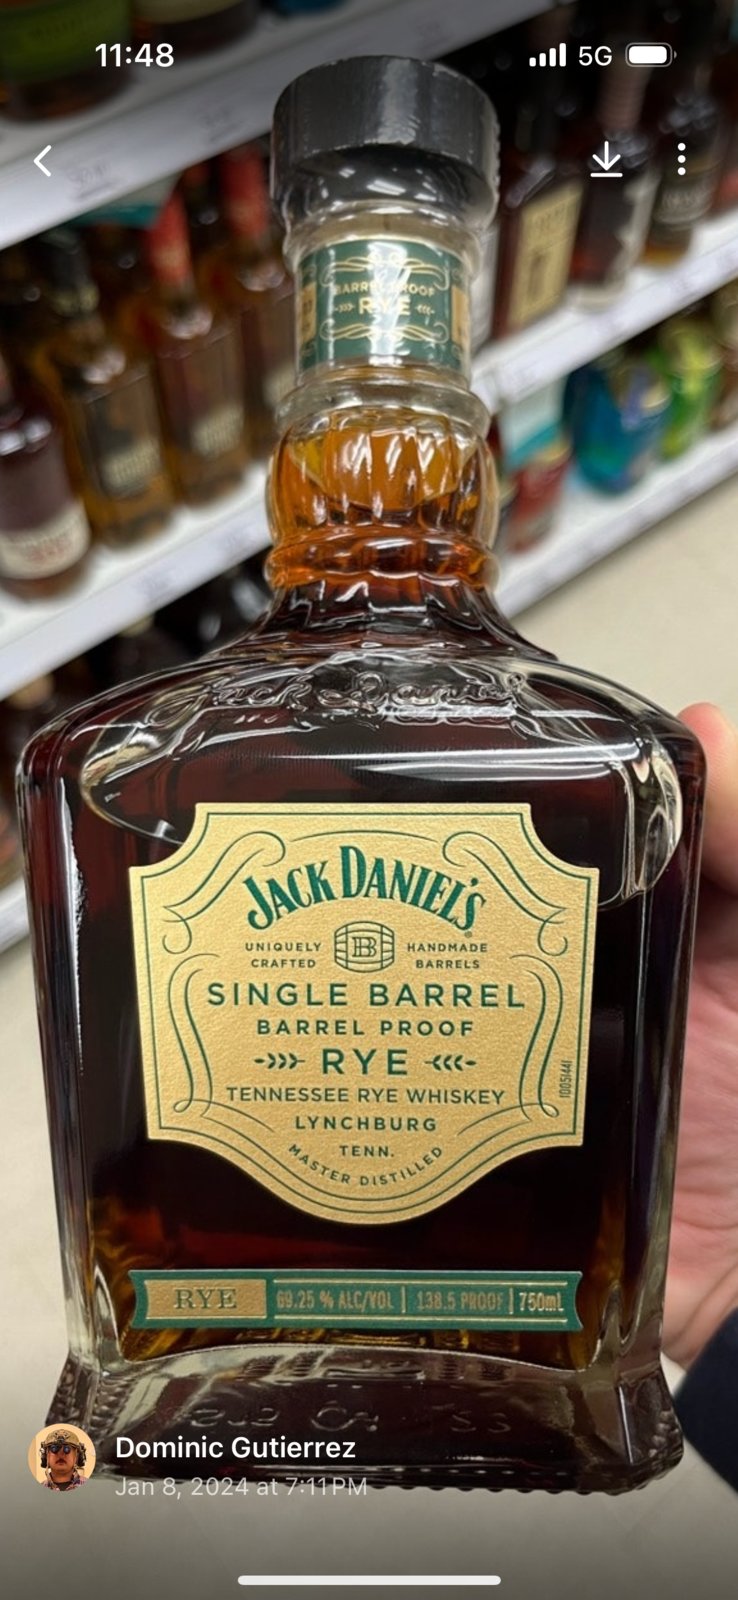 11:48
5G
BARREL PROOF
RYE
Jack Daniel
JACK DANIEL'S
UNIQUELY CRAFTED
B
HANDMADE BARRELS
SINGLE BARREL
BARREL PROOF
RYE
TENNESSEE RYE WHISKEY
LYNCHBURG
TENN.
MASTER DISTILLED
RYE
69.25 % ALC/VOL | 138.5 PROOF | 750mL
Dominic Gutierrez
Jan 8, 2024 at 7:11 PM